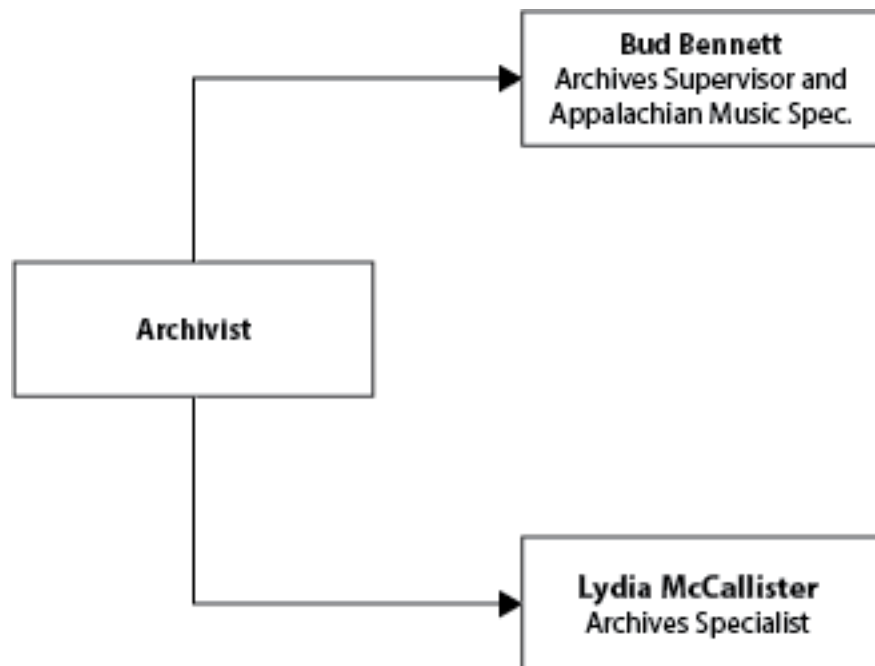 Bud Bennett
Archives Supervisor and
Appalachian Music Spec.
Archivist
Lydia McCallister
Archives Specialist